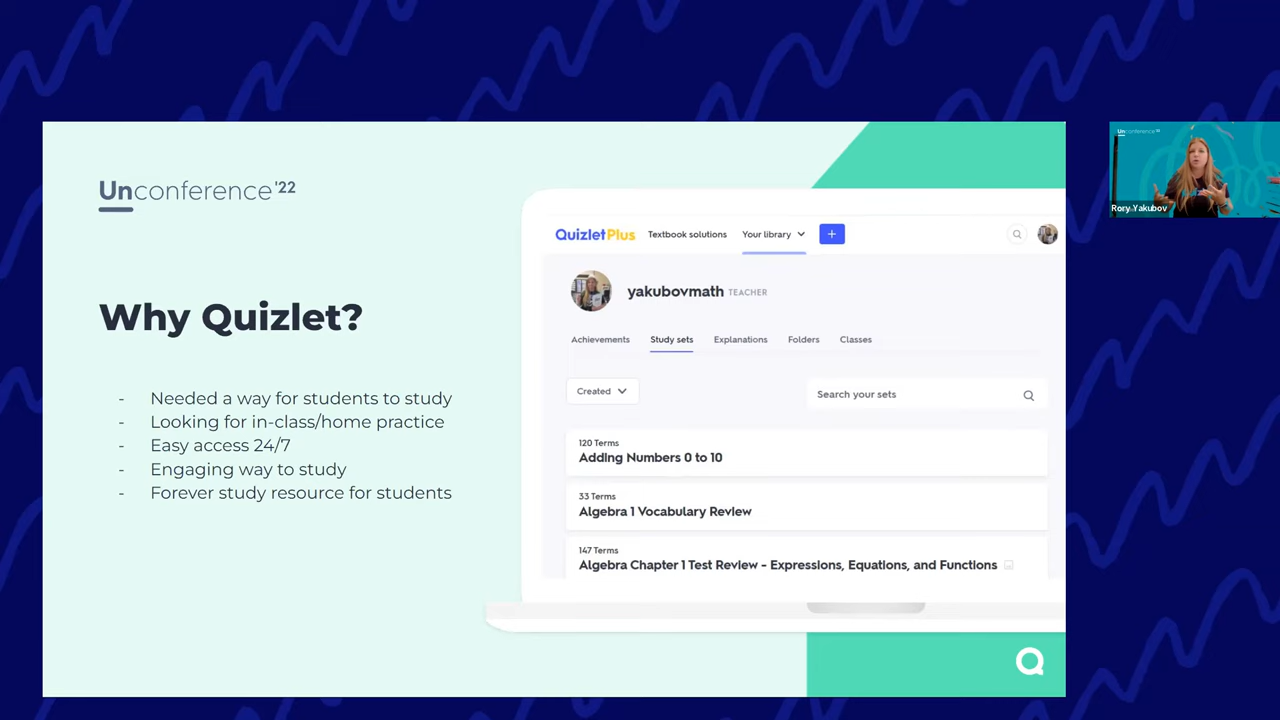 Unconference '22
Why Quizlet?
- Needed a way for students to study
- Looking for in-class/home practice
- Easy access 24/7
- Engaging way to study
- Forever study resource for students
QuizletPlus Textbook solutions Your library +
yakubovmath TEACHER
Achievements Study sets Explanations Folders Classes
Created Search your sets
120 Terms
Adding Numbers 0 to 10
33 Terms
Algebra 1 Vocabulary Review
147 Terms
Algebra Chapter 1 Test Review - Expressions, Equations, and Functions
Q
Unconference '22
Rory Yakubov